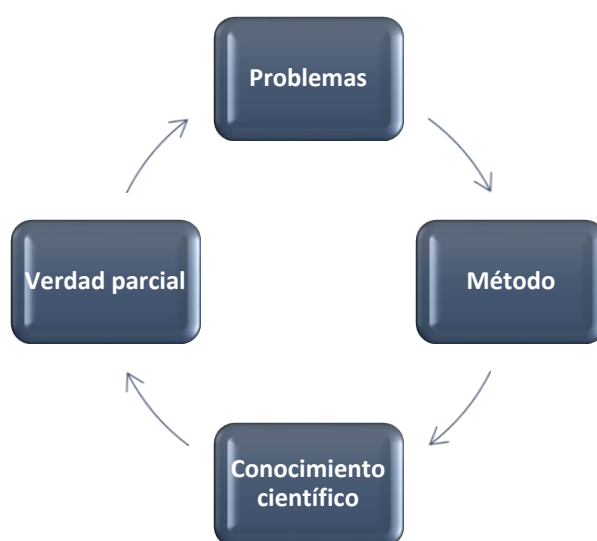 Problemas
Verdad parcial
Método
Conocimiento
científico